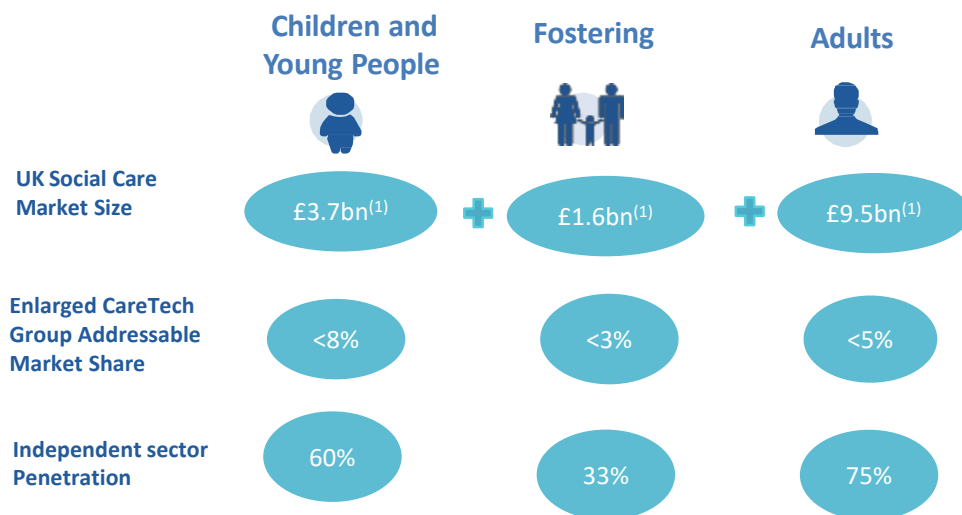 Children and
Young People
Fostering
Adults
UK Social Care
Market Size
£3.7bn(1)
£1.6bn(1)
£9.5bn(1)
Enlarged CareTech
Group Addressable
Market Share
<8%
<3%
<5%
Independent sector
Penetration
60%
33%
75%